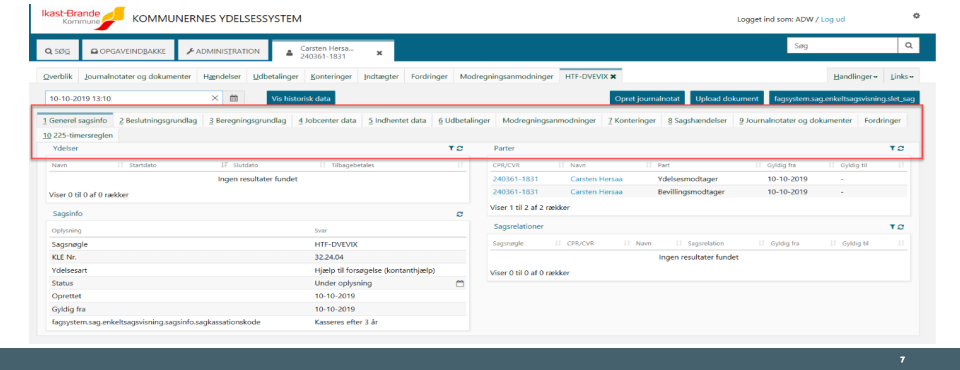 Ikast-Brande
Kommune
KOMMUNERNES YDELSESSYSTEM
Logget ind som: ADW / Log ud
SØG OPGAVEINDBAKKE ADMINISTRATION Carsten Hersa... 240361-1831 Søg
Overblik Journalnotater og dokumenter Hændelser Udbetalinger Konteringer Indtægter Fordringer Modregningsanmodninger HTF-DVEVIX Handlinger Links
10-10-2019 13:10 Vis historisk data Opret journalnotat Upload dokument fagsystem.sag.enkeltsagsvisning.slet_sag
1 Generel sagsinfo 2 Beslutningsgrundlag 3 Beregningsgrundlag 4 Jobcenter data 5 Indhentet data 6 Udbetalinger Modregningsanmodninger 7 Konteringer 8 Sagshændelser 9 Journalnotater og dokumenter Fordringer
10 225-timersreglen
Ydelser
Navn Startdato Slutdato Tilbagebetales
Ingen resultater fundet
Viser 0 til 0 af 0 rækker
Sagsinfo
Oplysning Svar
Sagsnøgle HTF-DVEVIX
KLE Nr. 32.24.04
Ydelsesart Hjælp til forsøgelse (kontanthjælp)
Status Under oplysning
Oprettet 10-10-2019
Gyldig fra 10-10-2019
fagsystem.sag.enkeltsagsvisning.sagsinfo.sagkassationskode Kasseres efter 3 år
Parter
CPR/CVR Navn Part Gyldig fra Gyldig til
240361-1831 Carsten Hersaa Ydelsesmodtager 10-10-2019 -
240361-1831 Carsten Hersaa Bevillingsmodtager 10-10-2019 -
Viser 1 til 2 af 2 rækker
Sagsrelationer
Sagsnøgle CPR/CVR Navn Sagsrelation Gyldig fra Gyldig til
Ingen resultater fundet
Viser 0 til 0 af 0 rækker
7